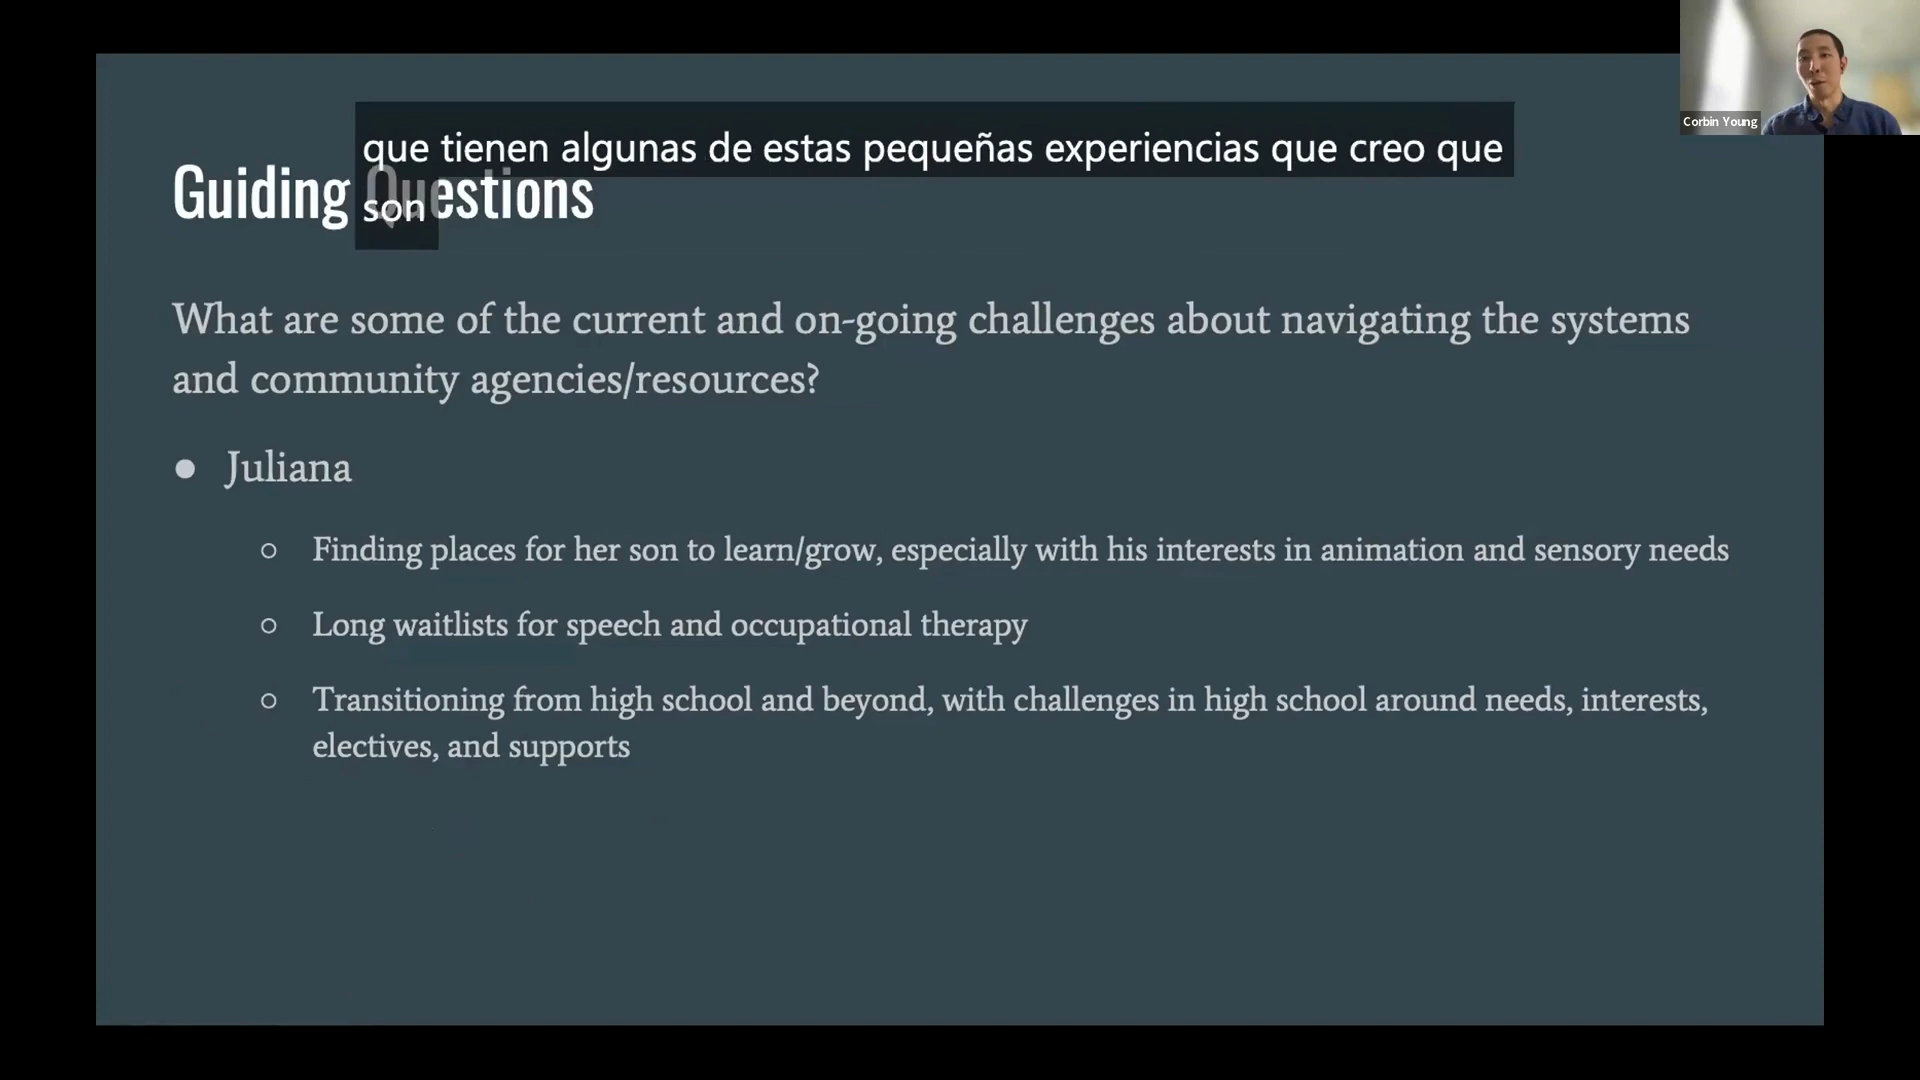 Corbin Young
que tienen algunas de estas pequeñas experiencias que creo que
son
Guiding Questions
What are some of the current and on-going challenges about navigating the systems
and community agencies/resources?
● Juliana
○ Finding places for her son to learn/grow, especially with his interests in animation and sensory needs
○ Long waitlists for speech and occupational therapy
○ Transitioning from high school and beyond, with challenges in high school around needs, interests,
electives, and supports